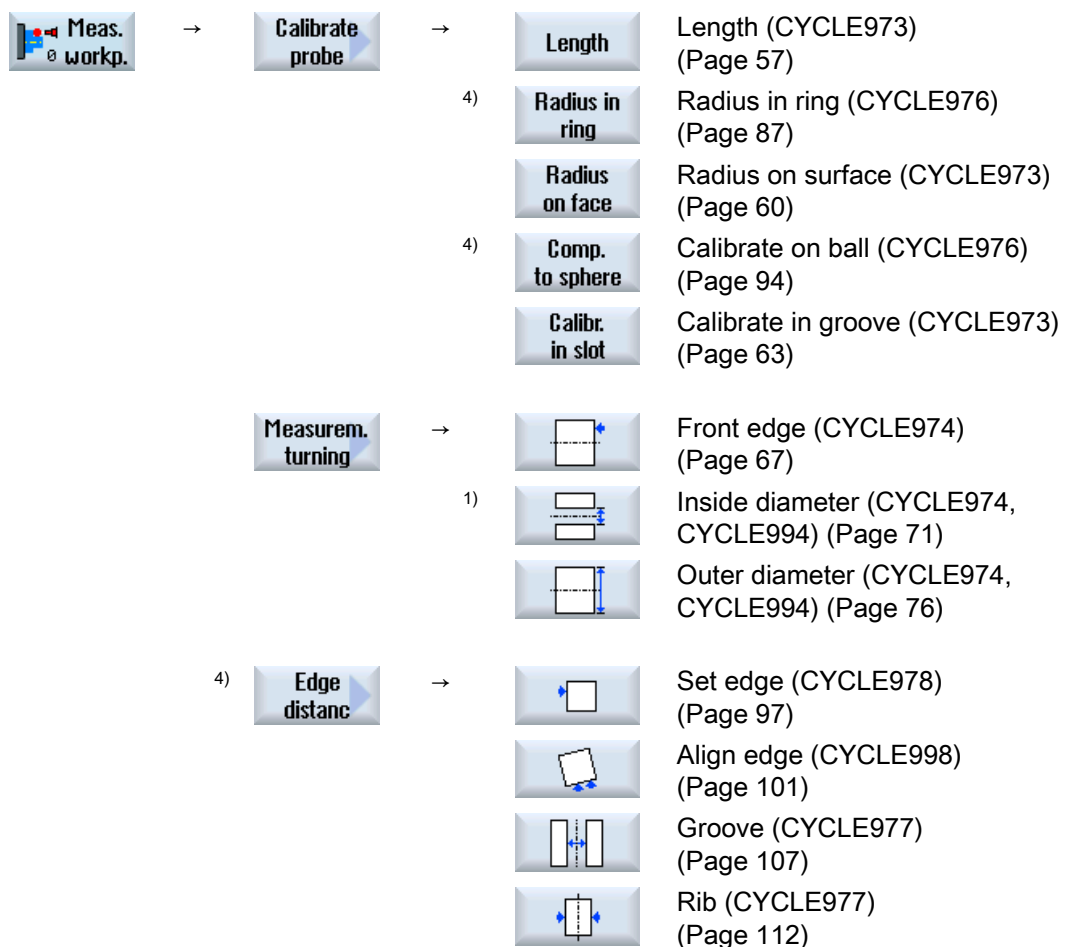 Meas. → Calibrate → Length Length (CYCLE973)
0 workp. probe (Page 57)
4) Radius in Radius in ring (CYCLE976)
ring (Page 87)
Radius Radius on surface (CYCLE973)
on face (Page 60)
4) Comp. Calibrate on ball (CYCLE976)
to sphere (Page 94)
Calibr. Calibrate in groove (CYCLE973)
in slot (Page 63)
Measurem. → Front edge (CYCLE974)
turning (Page 67)
1) Inside diameter (CYCLE974,
CYCLE994) (Page 71)
Outer diameter (CYCLE974,
CYCLE994) (Page 76)
4) Edge → Set edge (CYCLE978)
distanc (Page 97)
Align edge (CYCLE998)
(Page 101)
Groove (CYCLE977)
(Page 107)
Rib (CYCLE977)
(Page 112)